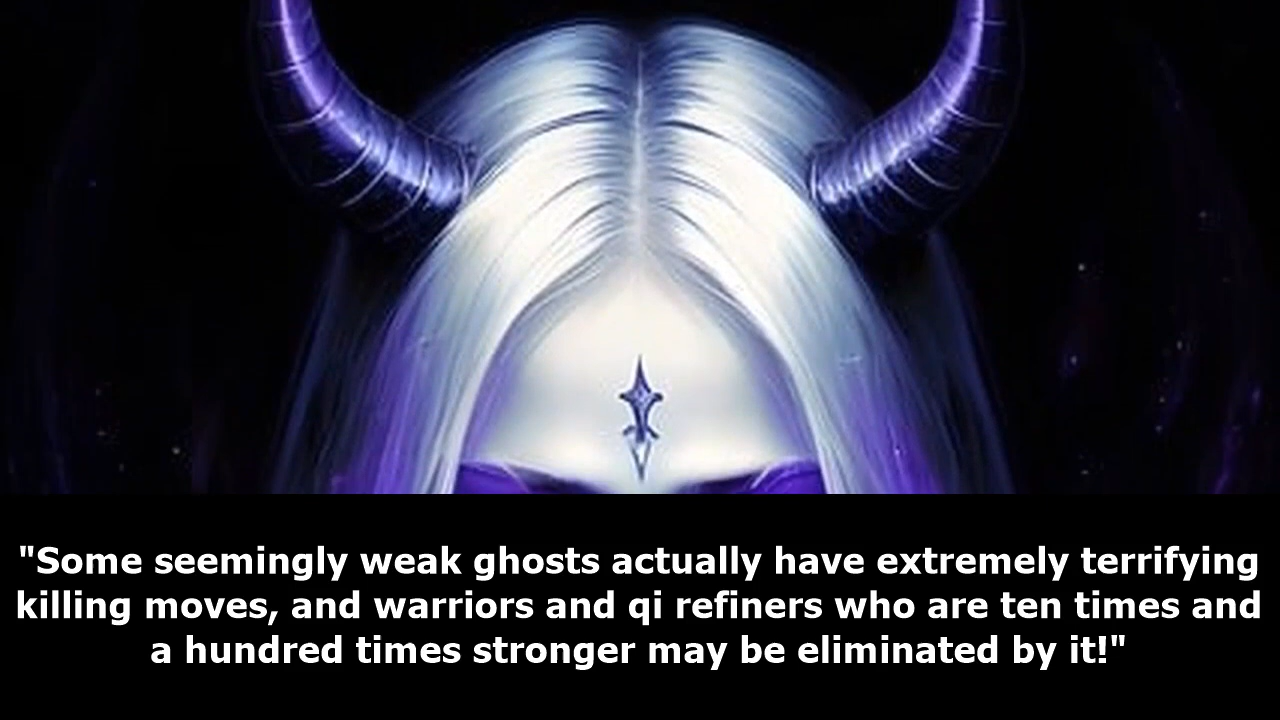 "Some seemingly weak ghosts actually have extremely terrifying
killing moves, and warriors and qi refiners who are ten times and
a hundred times stronger may be eliminated by it!"